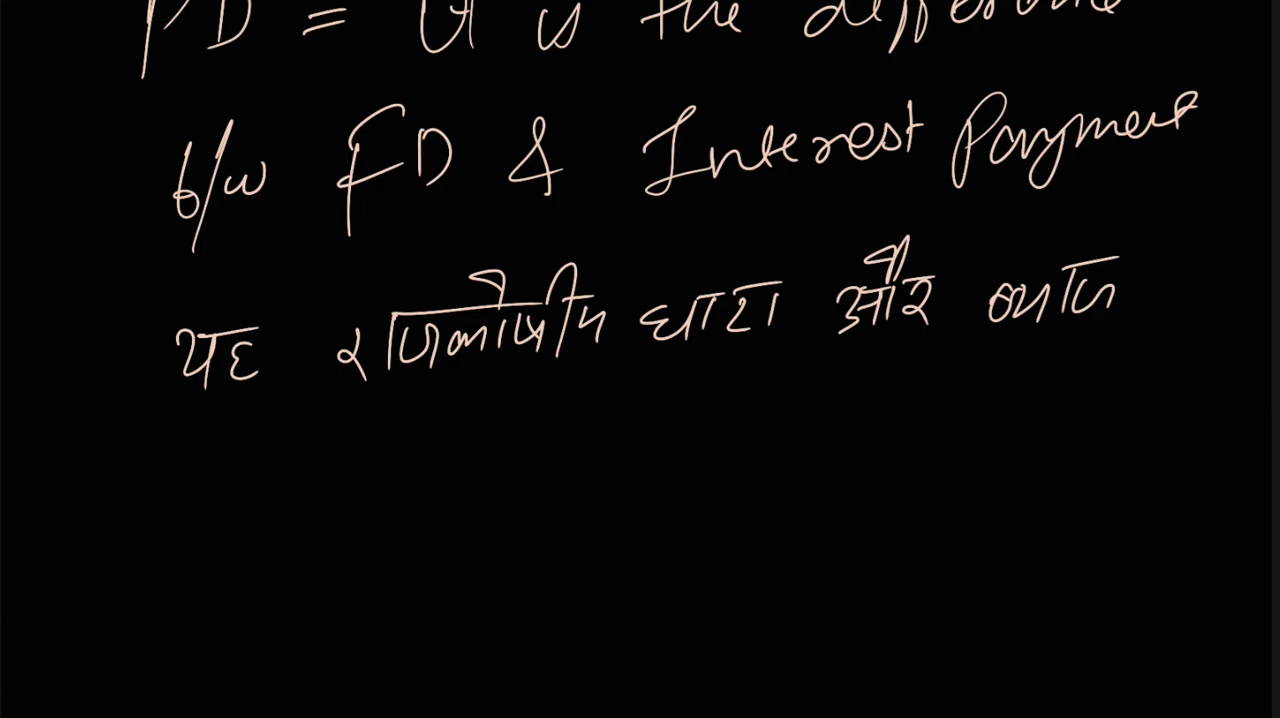 PD = It is the difference
b/w FD & Interest Payment
यह राजकोषीय घाटा और ब्याज